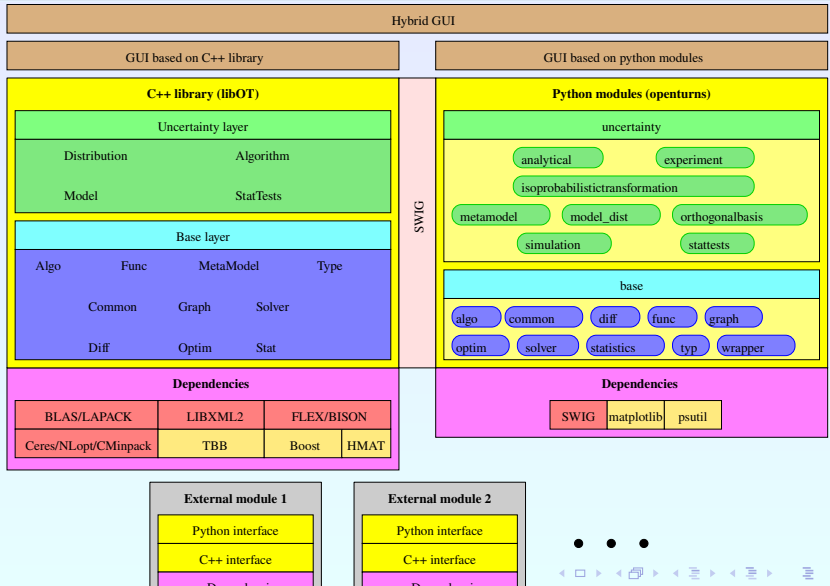 Hybrid GUI
GUI based on C++ library
GUI based on python modules
C++ library (libOT)
Uncertainty layer
Distribution Algorithm
Model StatTests
Base layer
Algo Func MetaModel Type
Common Graph Solver
Diff Optim Stat
SWIG
Python modules (openturns)
uncertainty
analytical experiment
isoprobabilistictransformation
metamodel model_dist orthogonalbasis
simulation stattests
base
algo common diff func graph
optim solver statistics typ wrapper
Dependencies
BLAS/LAPACK LIBXML2 FLEX/BISON
Ceres/NLopt/CMinpack TBB Boost HMAT
Dependencies
SWIG matplotlib psutil
External module 1
Python interface
C++ interface
External module 2
Python interface
C++ interface